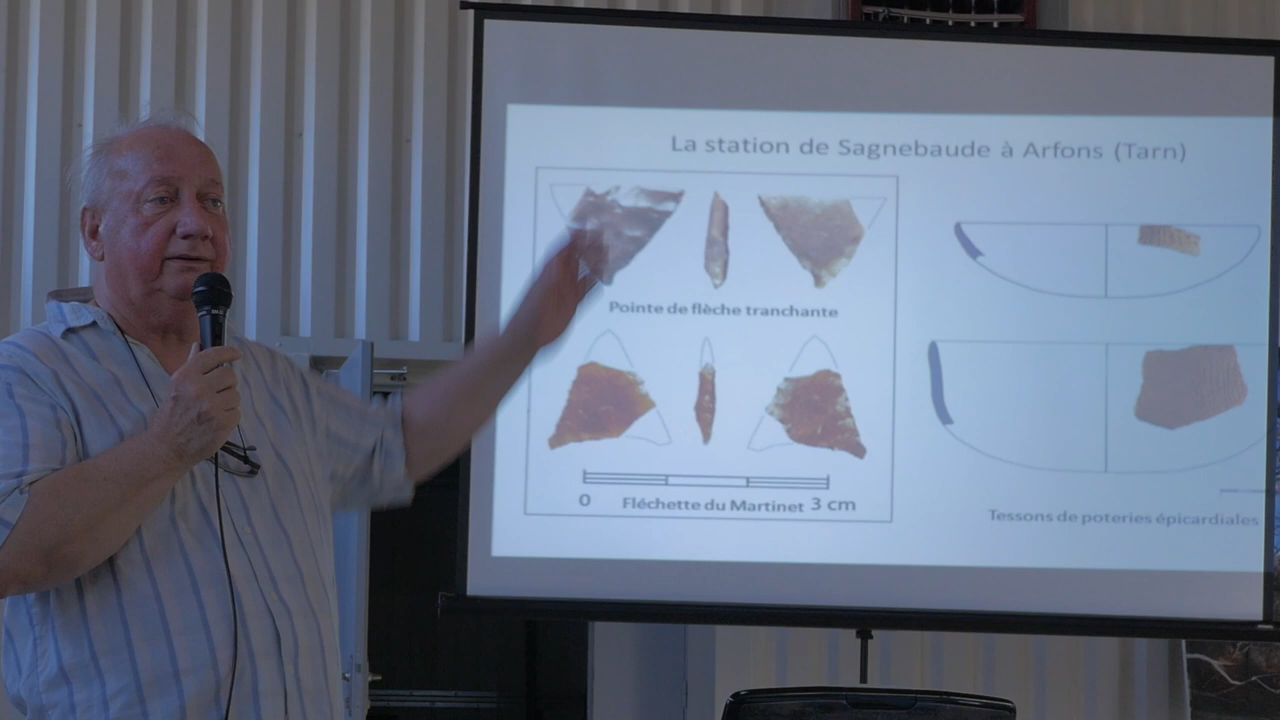 La station de Sagnebaude à Arfons (Tarn)
Pointe de flèche tranchante
0 Fléchette du Martinet 3 cm
Tessons de poteries épicardiales